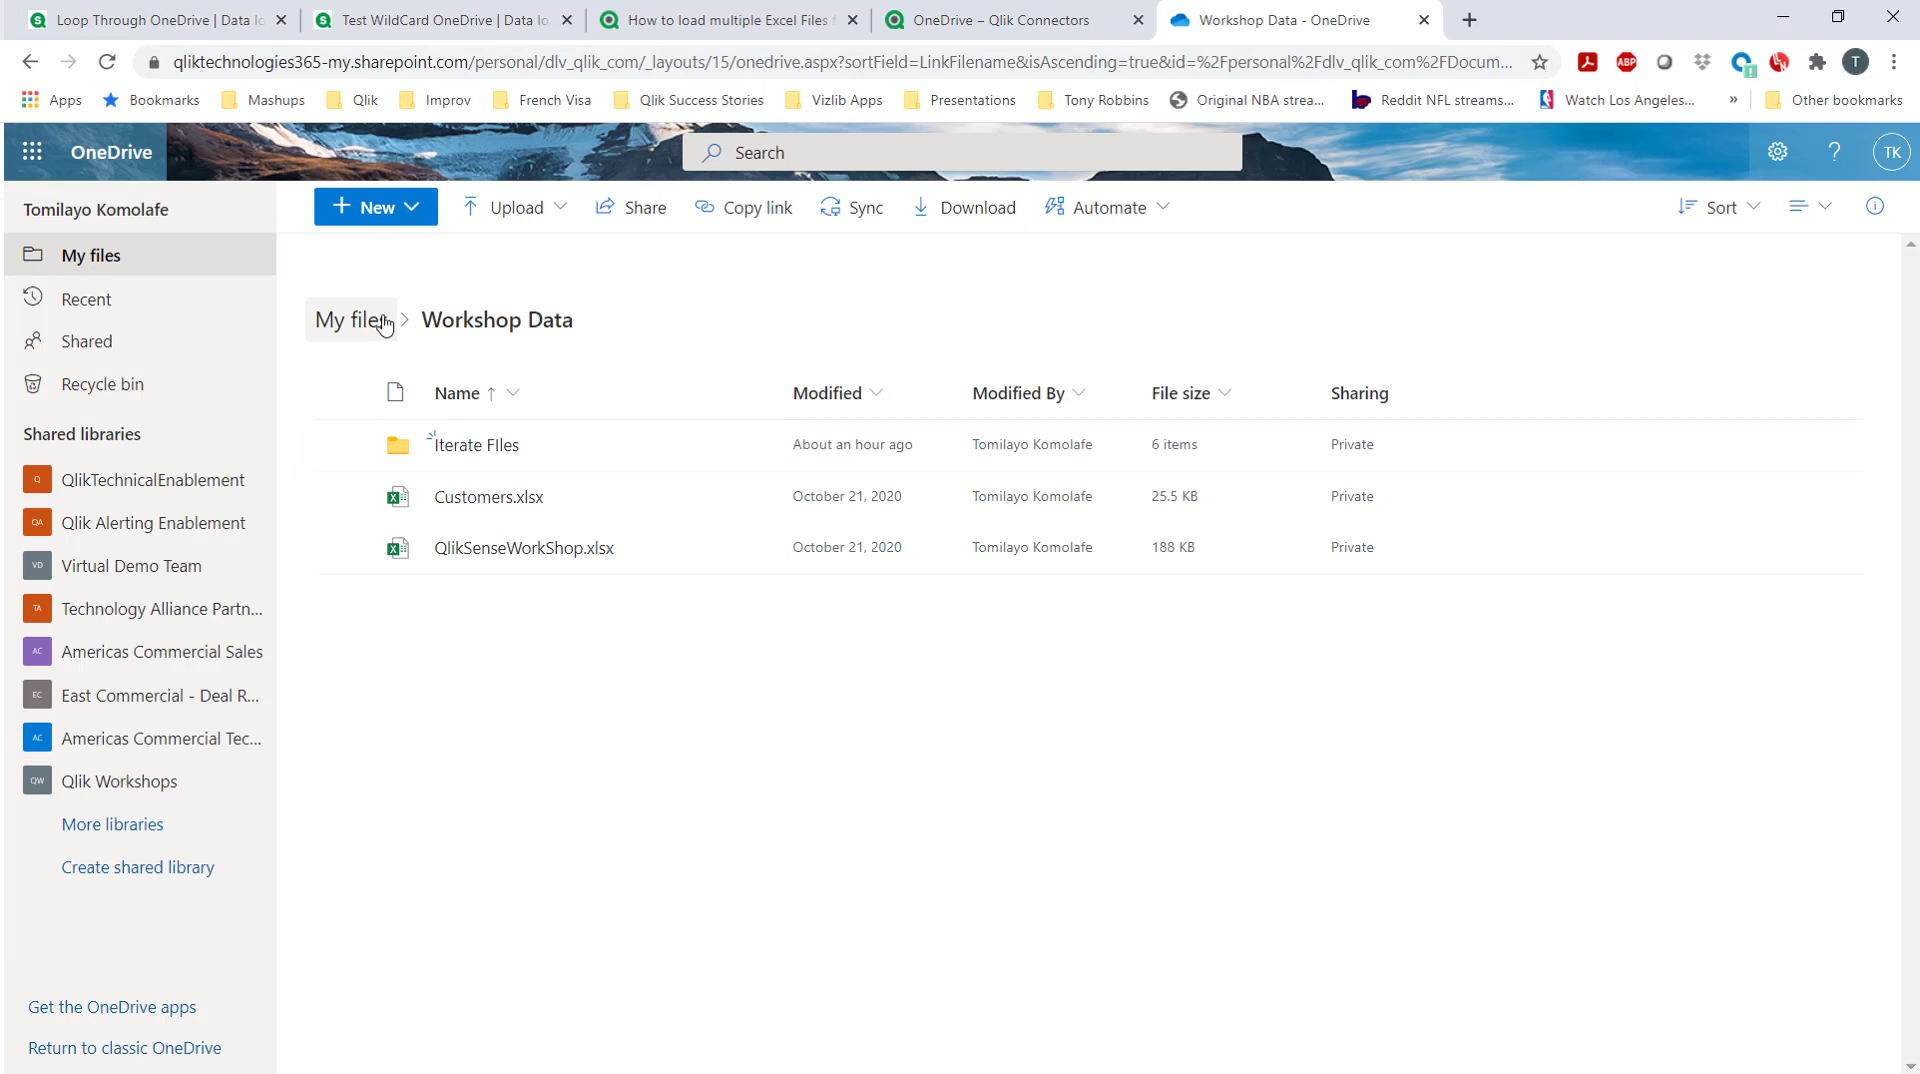 Loop Through OneDrive | Data lo
Test WildCard OneDrive | Data lo
How to load multiple Excel Files f
OneDrive – Qlik Connectors
Workshop Data - OneDrive
qliktechnologies365-my.sharepoint.com/personal/dlv_qlik_com/_layouts/15/onedrive.aspx?sortField=LinkFilename&isAscending=true&id=%2Fpersonal%2Fdlv_qlik_com%2FDocum...
ABP
T
Apps
Bookmarks
Mashups
Qlik
Improv
French Visa
Qlik Success Stories
Vizlib Apps
Presentations
Tony Robbins
Original NBA strea...
Reddit NFL streams...
Watch Los Angeles...
»
Other bookmarks
OneDrive
Search
?
TK
Tomilayo Komolafe
New
Upload
Share
Copy link
Sync
Download
Automate
Sort
My files
Recent
Shared
Recycle bin
Shared libraries
Q QlikTechnicalEnablement
QA Qlik Alerting Enablement
VD Virtual Demo Team
TA Technology Alliance Partn...
AC Americas Commercial Sales
EC East Commercial - Deal R...
AC Americas Commercial Tec...
QW Qlik Workshops
More libraries
Create shared library
Get the OneDrive apps
Return to classic OneDrive
My files > Workshop Data
Name Modified Modified By File size Sharing
Iterate FIles About an hour ago Tomilayo Komolafe 6 items Private
Customers.xlsx October 21, 2020 Tomilayo Komolafe 25.5 KB Private
QlikSenseWorkShop.xlsx October 21, 2020 Tomilayo Komolafe 188 KB Private